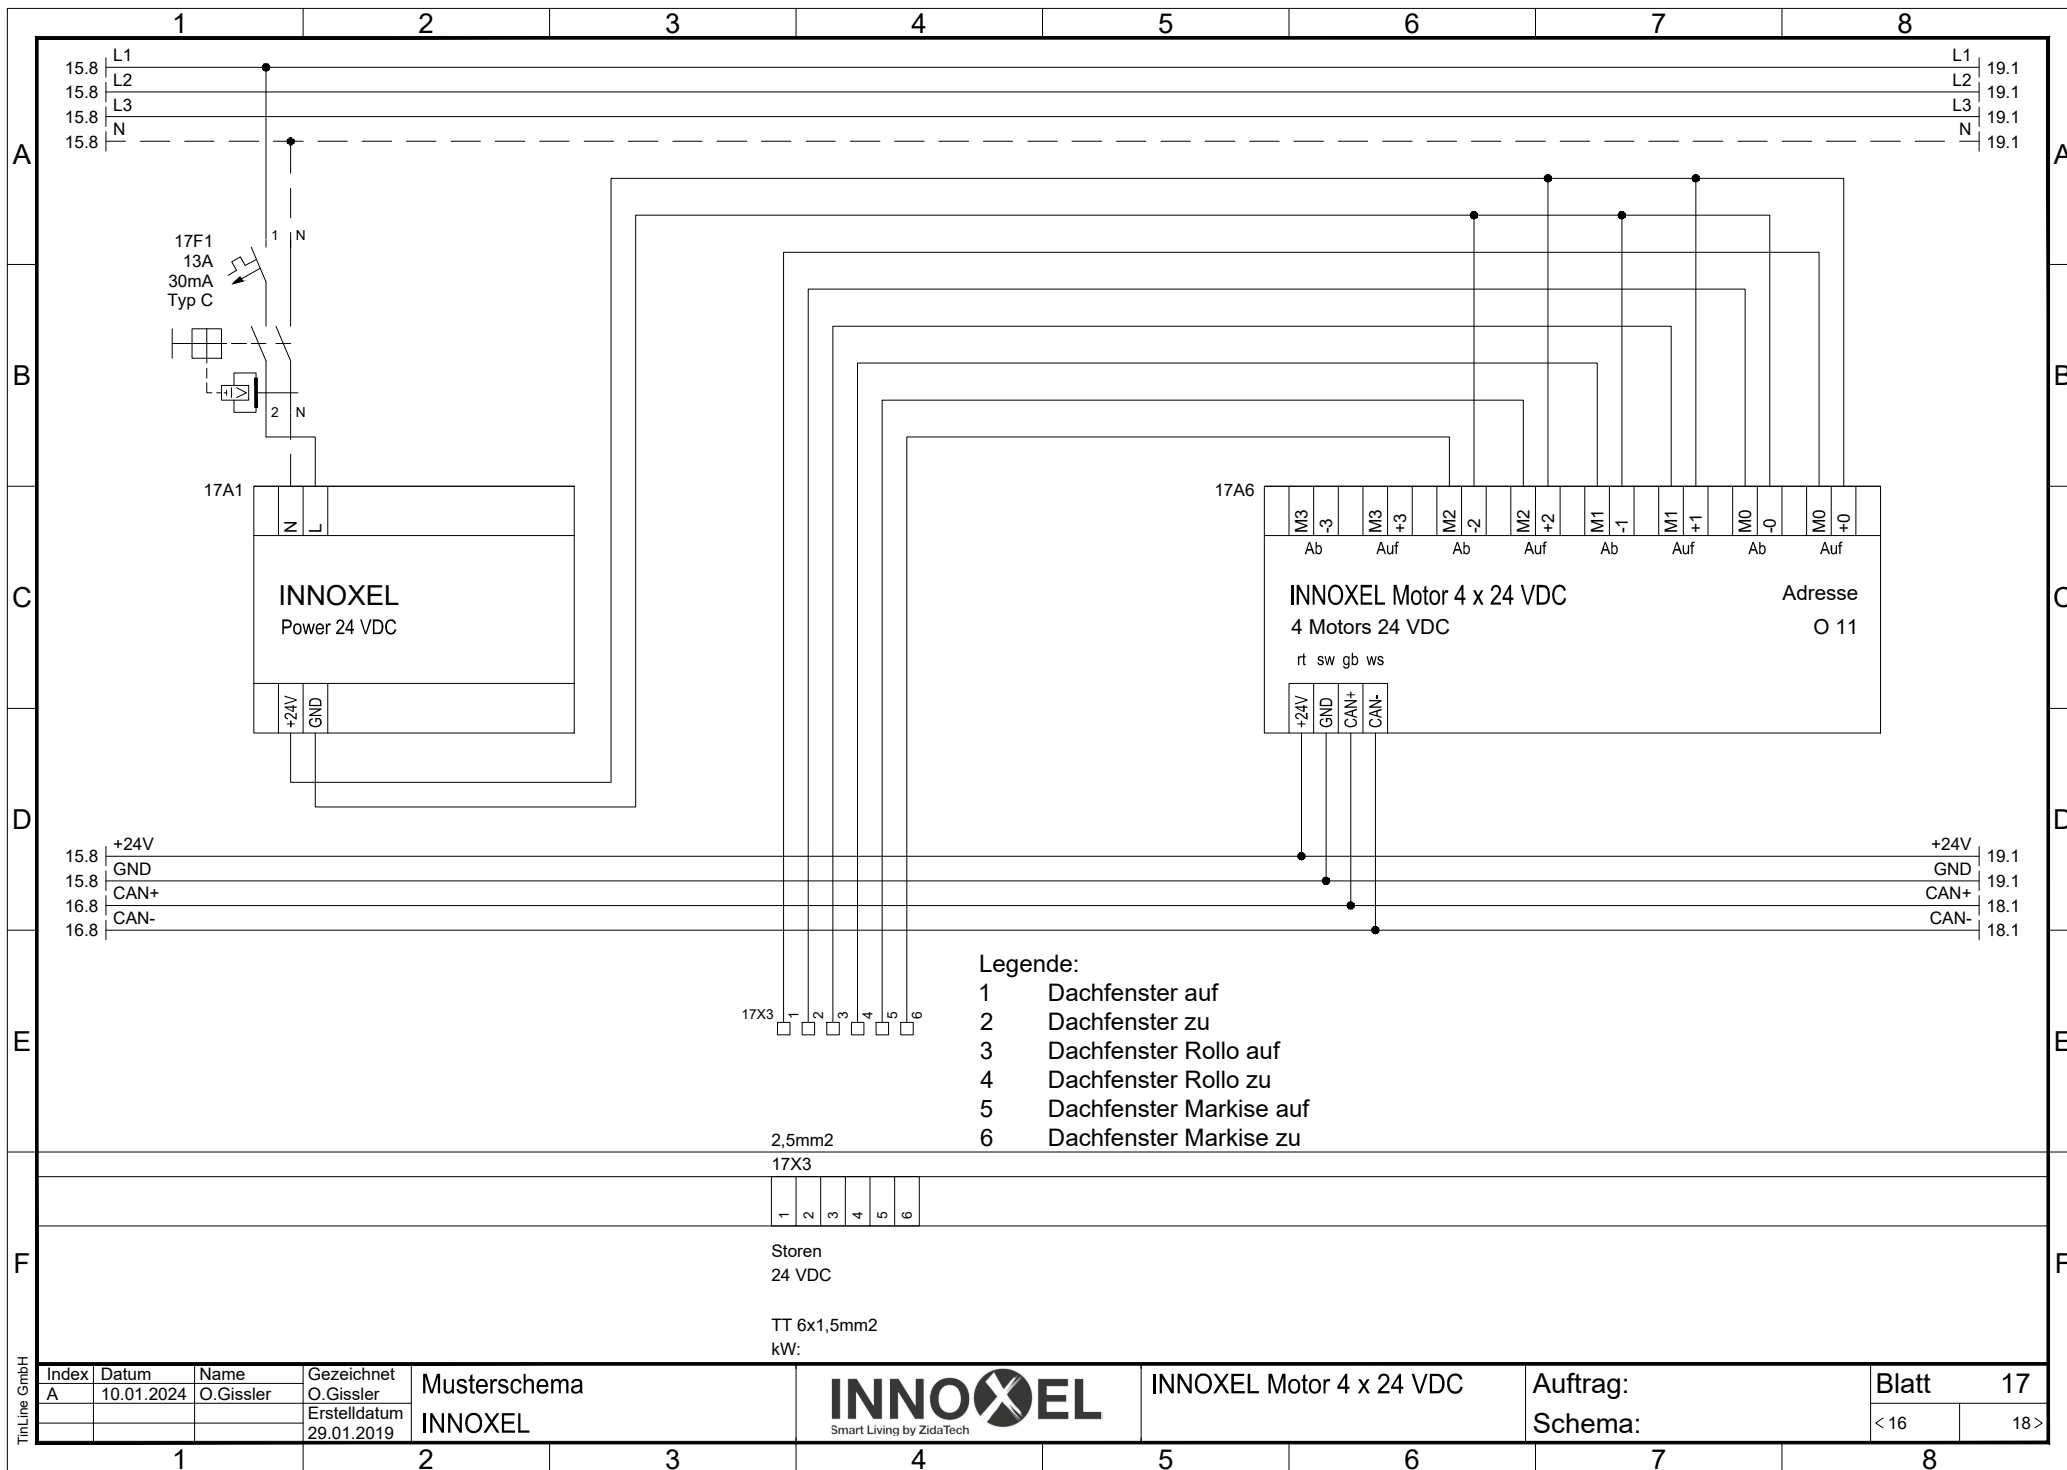 1 2 3 4 5 6 7 8
15.8 L1 L1 19.1
15.8 L2 L2 19.1
15.8 L3 L3 19.1
15.8 N N 19.1
A A
1 N
17F1
13A
30mA
Typ C
B B
2 N
17A1
N L
INNOXEL
Power 24 VDC
+24V GND
17A6
M3 -3 M3 +3 M2 -2 M2 +2 M1 -1 M1 +1 M0 -0 M0 +0
Ab Auf Ab Auf Ab Auf Ab Auf
C C
INNOXEL Motor 4 x 24 VDC Adresse
4 Motors 24 VDC O 11
rt sw gb ws
+24V GND CAN+ CAN-
D D
15.8 +24V +24V 19.1
15.8 GND GND 19.1
16.8 CAN+ CAN+ 18.1
16.8 CAN- CAN- 18.1
Legende:
1 Dachfenster auf
2 Dachfenster zu
3 Dachfenster Rollo auf
4 Dachfenster Rollo zu
5 Dachfenster Markise auf
6 Dachfenster Markise zu
17X3 1 2 3 4 5 6
E E
2,5mm2
17X3
1 2 3 4 5 6
F F
Storen
24 VDC
TT 6x1,5mm2
kW:
TinLine GmbH
Index Datum Name Gezeichnet
A 10.01.2024 O.Gissler O.Gissler
Erstelldatum
29.01.2019
Musterschema
INNOXEL
INNOXEL
Smart Living by ZidaTech
INNOXEL Motor 4 x 24 VDC
Auftrag:
Schema:
Blatt 17
< 16 18 >
1 2 3 4 5 6 7 8